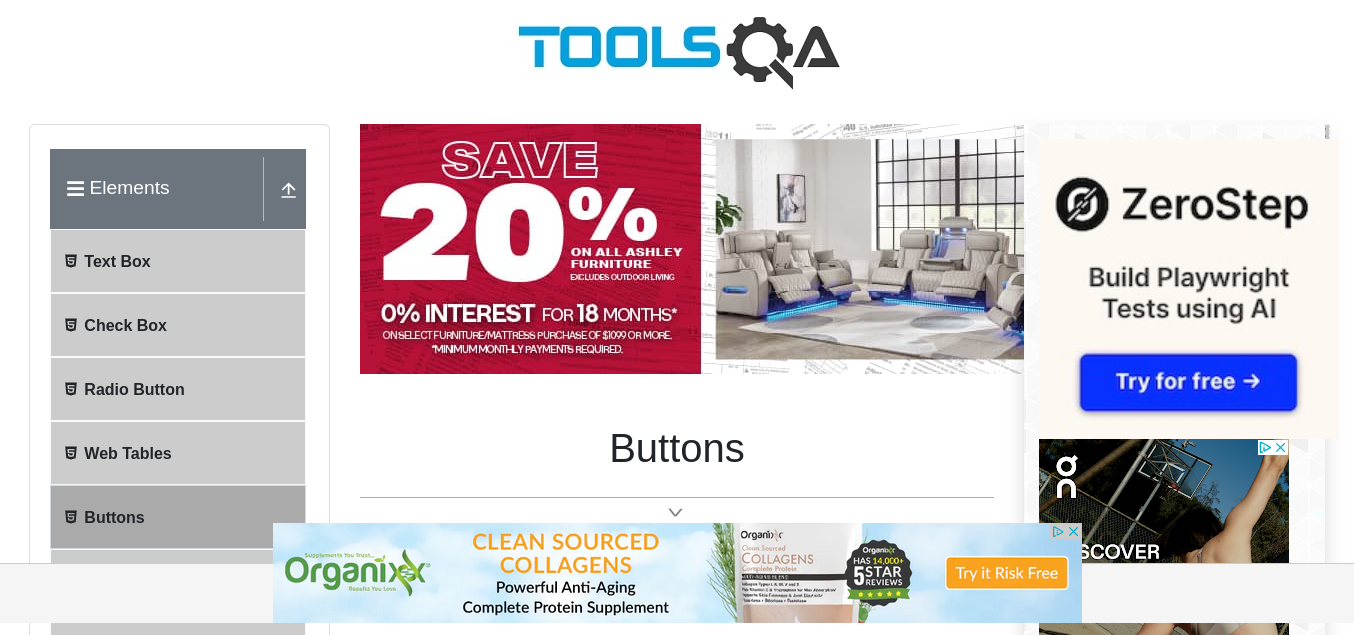 TOOLSQA
Elements
Text Box
Check Box
Radio Button
Web Tables
Buttons
SAVE
20%
ON ALL ASHLEY
FURNITURE
EXCLUDES OUTDOOR LIVING
0% INTEREST FOR 18 MONTHS*
ON SELECT FURNITURE/MATTRESS PURCHASE OF $1099 OR MORE.
*MINIMUM MONTHLY PAYMENTS REQUIRED.
Buttons
ZeroStep
Build Playwright
Tests using AI
Try for free →
on
SCOVER
Supplements You Trust...
Organixx
Results You Love
CLEAN SOURCED
COLLAGENS
Powerful Anti-Aging
Complete Protein Supplement
Organixx
Clean Sourced
COLLAGENS
Complete Protein
Organixx
HAS 14,000+
5 STAR
REVIEWS
Try it Risk Free